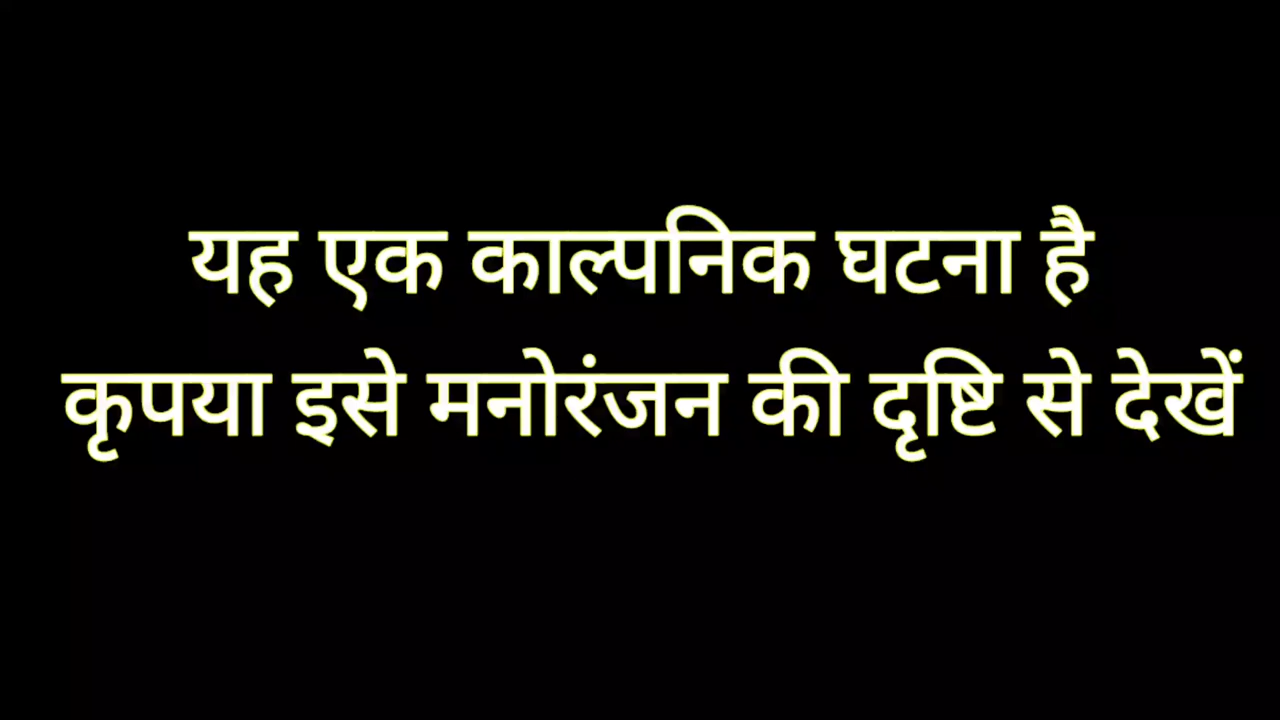 यह एक काल्पनिक घटना है
कृपया इसे मनोरंजन की दृष्टि से देखें